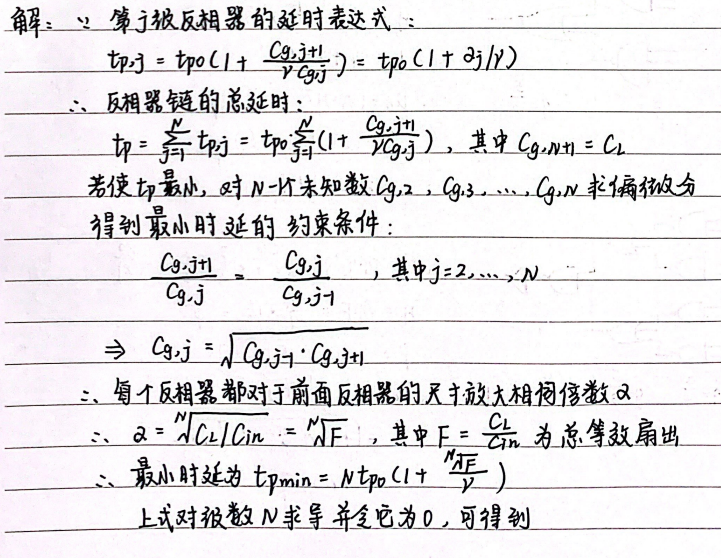 解：∵ 第j级反相器的延时表达式：
tp,j = tp0(1 + Cg,j+1 / γCg,j) = tp0(1 + αj/γ)
∴ 反相器链的总延时：
tp = Σ_{j=1}^{N} tp,j = tp0·Σ_{j=1}^{N}(1 + Cg,j+1 / γCg,j)，其中 Cg,N+1 = CL
若使tp最小，对N-1个未知数 Cg,2，Cg,3，…，Cg,N 求偏微分
得到最小时延的约束条件：
Cg,j+1 / Cg,j = Cg,j / Cg,j-1，其中j=2,…,N
⇒ Cg,j = √(Cg,j-1·Cg,j+1)
∴ 每个反相器都对于前面反相器的尺寸放大相同倍数α
∴ α = ᴺ√(CL/Cin) = ᴺ√F，其中F = CL/Cin 为总等效扇出
∴ 最小时延为 tpmin = Ntp0(1 + ᴺ√F / γ)
上式对级数N求导并令它为0，可得到